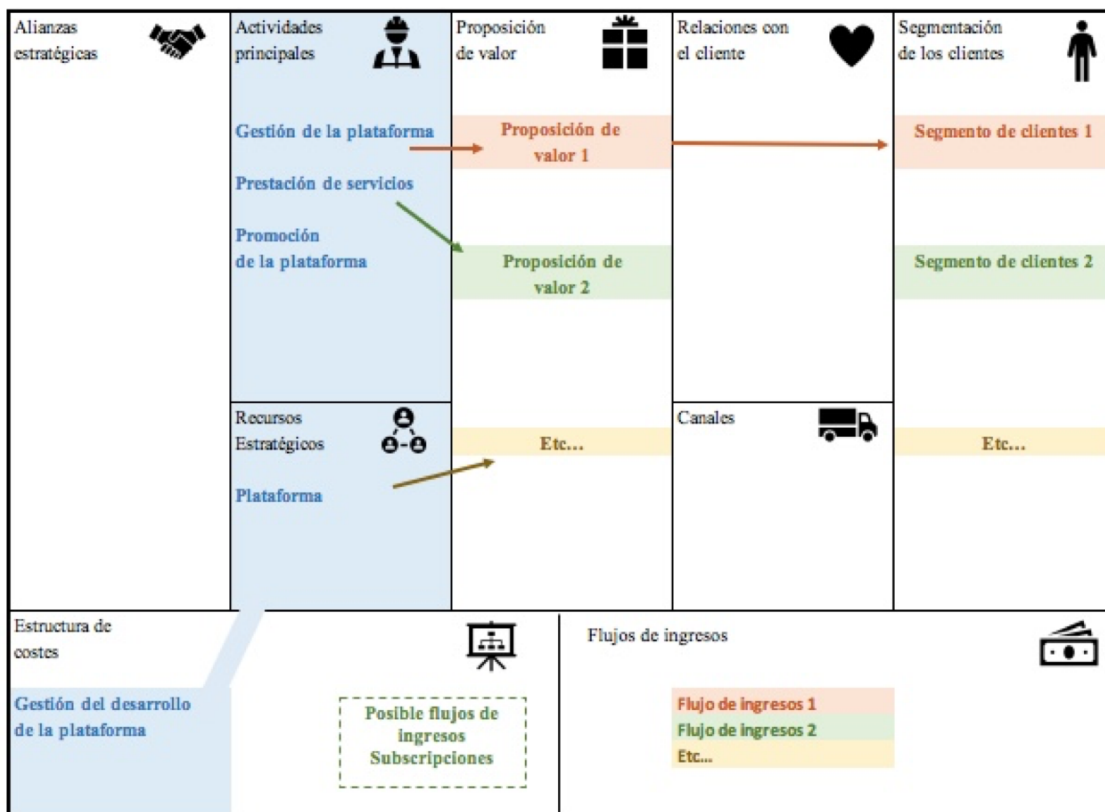 Alianzas
estratégicas
Actividades
principales
Gestión de la plataforma
Prestación de servicios
Promoción
de la plataforma
Recursos
Estratégicos
Plataforma
Proposición
de valor
Proposición de
valor 1
Proposición de
valor 2
Etc...
Relaciones con
el cliente
Canales
Segmentación
de los clientes
Segmento de clientes 1
Segmento de clientes 2
Etc...
Estructura de
costes
Gestión del desarrollo
de la plataforma
Posible flujos de
ingresos
Subscripciones
Flujos de ingresos
Flujo de ingresos 1
Flujo de ingresos 2
Etc...